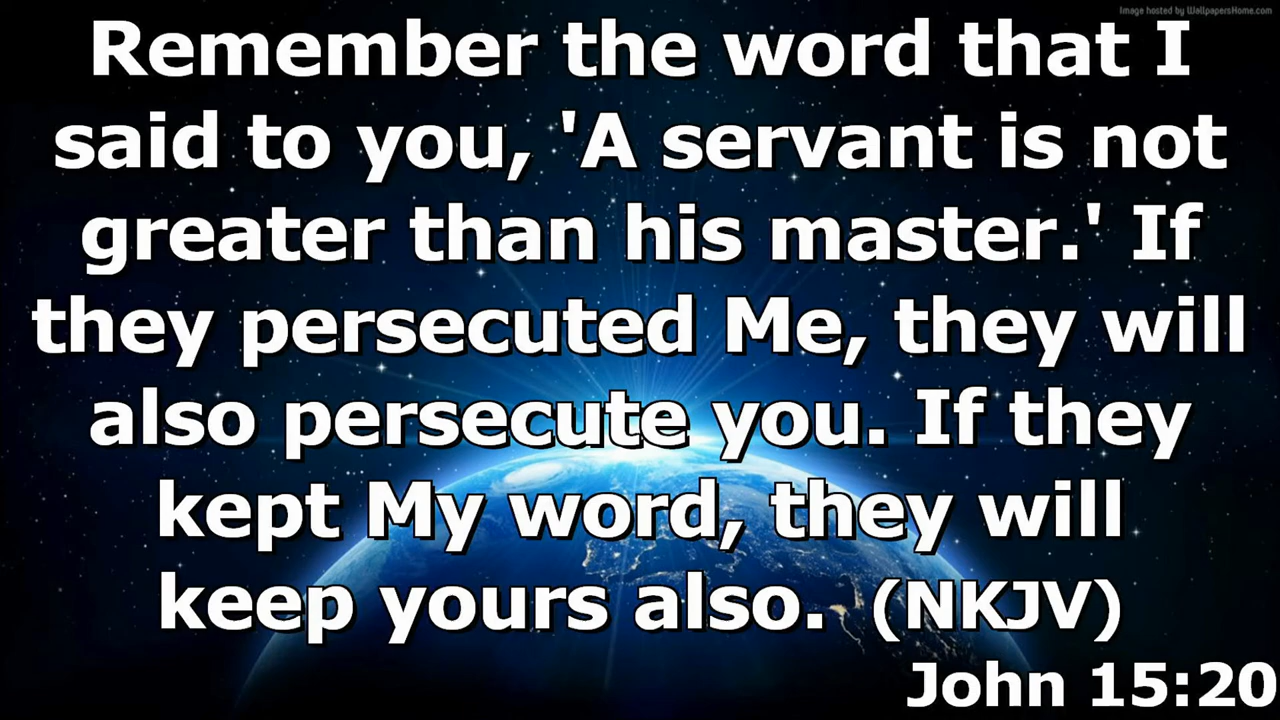 Image hosted by WallpapersHome.com
Remember the word that I
said to you, 'A servant is not
greater than his master.' If
they persecuted Me, they will
also persecute you. If they
kept My word, they will
keep yours also. (NKJV)
John 15:20